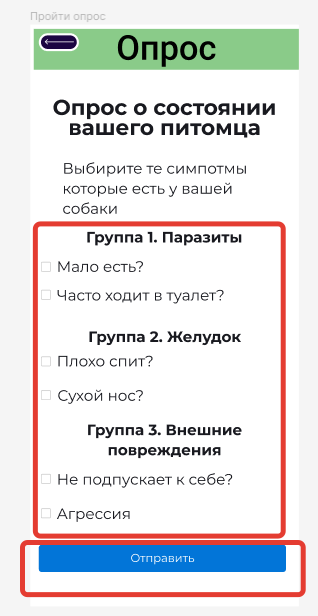 Пройти опрос
Опрос
Опрос о состоянии
вашего питомца
Выбирите те симпотмы
которые есть у вашей
собаки
Группа 1. Паразиты
Мало есть?
Часто ходит в туалет?
Группа 2. Желудок
Плохо спит?
Сухой нос?
Группа 3. Внешние
повреждения
Не подпускает к себе?
Агрессия
Отправить